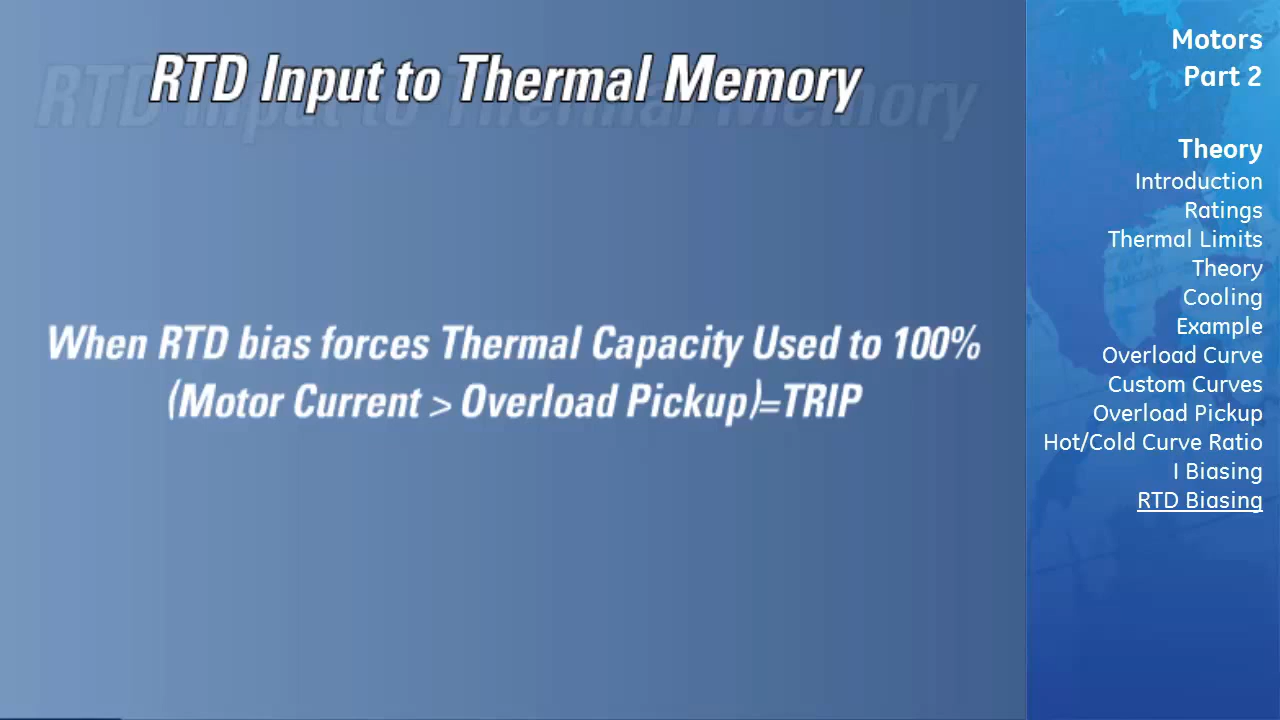 RTD Input to Thermal Memory
When RTD bias forces Thermal Capacity Used to 100%
(Motor Current > Overload Pickup)=TRIP
Motors
Part 2
Theory
Introduction
Ratings
Thermal Limits
Theory
Cooling
Example
Overload Curve
Custom Curves
Overload Pickup
Hot/Cold Curve Ratio
I Biasing
RTD Biasing